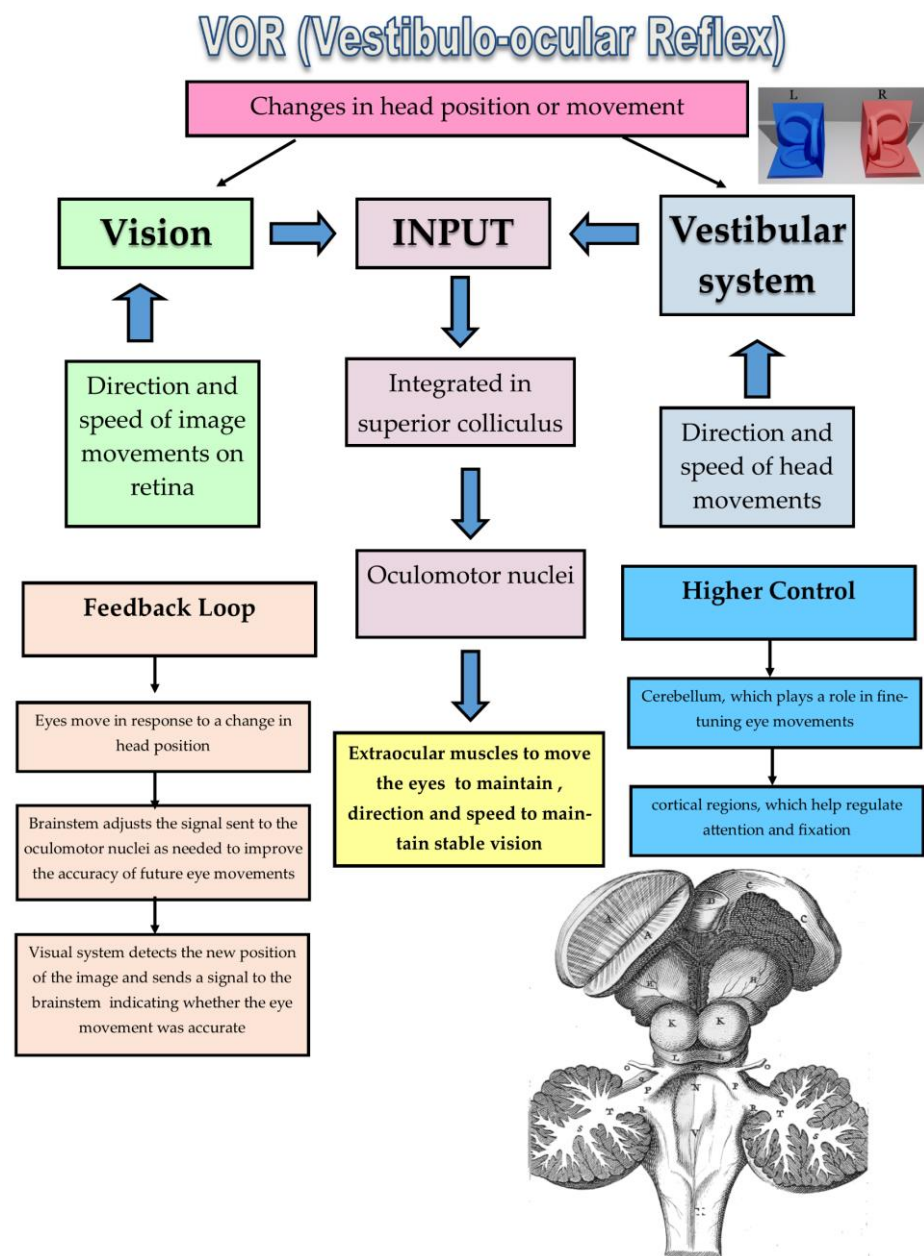 VOR (Vestibulo-ocular Reflex)
Changes in head position or movement
L
R
Vision
INPUT
Vestibular
system
Direction and
speed of image
movements on
retina
Integrated in
superior colliculus
Direction and
speed of head
movements
Oculomotor nuclei
Feedback Loop
Eyes move in response to a change in
head position
Brainstem adjusts the signal sent to the
oculomotor nuclei as needed to improve
the accuracy of future eye movements
Visual system detects the new position
of the image and sends a signal to the
brainstem indicating whether the eye
movement was accurate
Extraocular muscles to move
the eyes to maintain ,
direction and speed to main-
tain stable vision
Higher Control
Cerebellum, which plays a role in fine-
tuning eye movements
cortical regions, which help regulate
attention and fixation
A
A
D
C
C
H
H
K
K
L
L
M
O
O
P
N
P
T
R
R
T
S
S
V